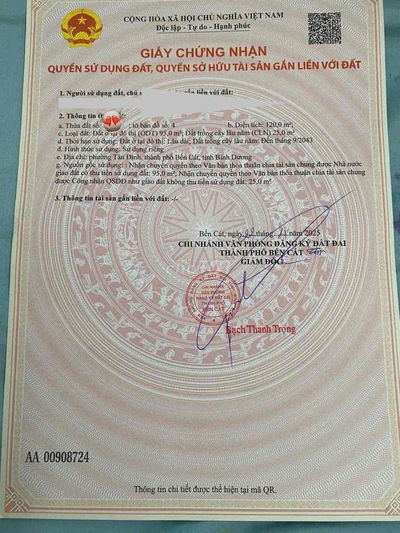 CỘNG HÒA XÃ HỘI CHỦ NGHĨA VIỆT NAM
Độc lập - Tự do - Hạnh phúc
GIẤY CHỨNG NHẬN
QUYỀN SỬ DỤNG ĐẤT, QUYỀN SỞ HỮU TÀI SẢN GẮN LIỀN VỚI ĐẤT
1. Người sử dụng đất, chủ s gắn liền với đất:
2. Thông tin
a. Thửa đất số: tờ bản đồ số: 4 b. Diện tích: 120,0 m²
c. Loại đất: Đất ở tại đô thị (ODT) 95,0 m²; Đất trồng cây lâu năm (CLN) 25,0 m²
d. Thời hạn sử dụng: Đất ở tại đô thị: Lâu dài; Đất trồng cây lâu năm: Đến tháng 9/2043
đ. Hình thức sử dụng: Sử dụng riêng
e. Địa chỉ: phường Tân Định, thành phố Bến Cát, tỉnh Bình Dương
g. Nguồn gốc sử dụng: : Nhận chuyển quyền theo Văn bản thỏa thuận chia tài sản chung được Nhà nước
giao đất có thu tiền sử dụng đất: 95,0 m²; Nhận chuyển quyền theo Văn bản thỏa thuận chia tài sản chung
được Công nhận QSDĐ như giao đất không thu tiền sử dụng đất: 25,0 m²
3. Thông tin tài sản gắn liền với đất: -/-
Bến Cát, ngày tháng năm 2025
CHI NHÁNH VĂN PHÒNG ĐĂNG KÝ ĐẤT ĐAI
THÀNH PHỐ BẾN CÁT
GIÁM ĐỐC
CHI NHÁNH
VĂN PHÒNG
ĐĂNG KÝ ĐẤT ĐAI
THÀNH PHỐ
BẾN CÁT
Bạch Thanh Trọng
AA 00908724
Thông tin chi tiết được thể hiện tại mã QR.